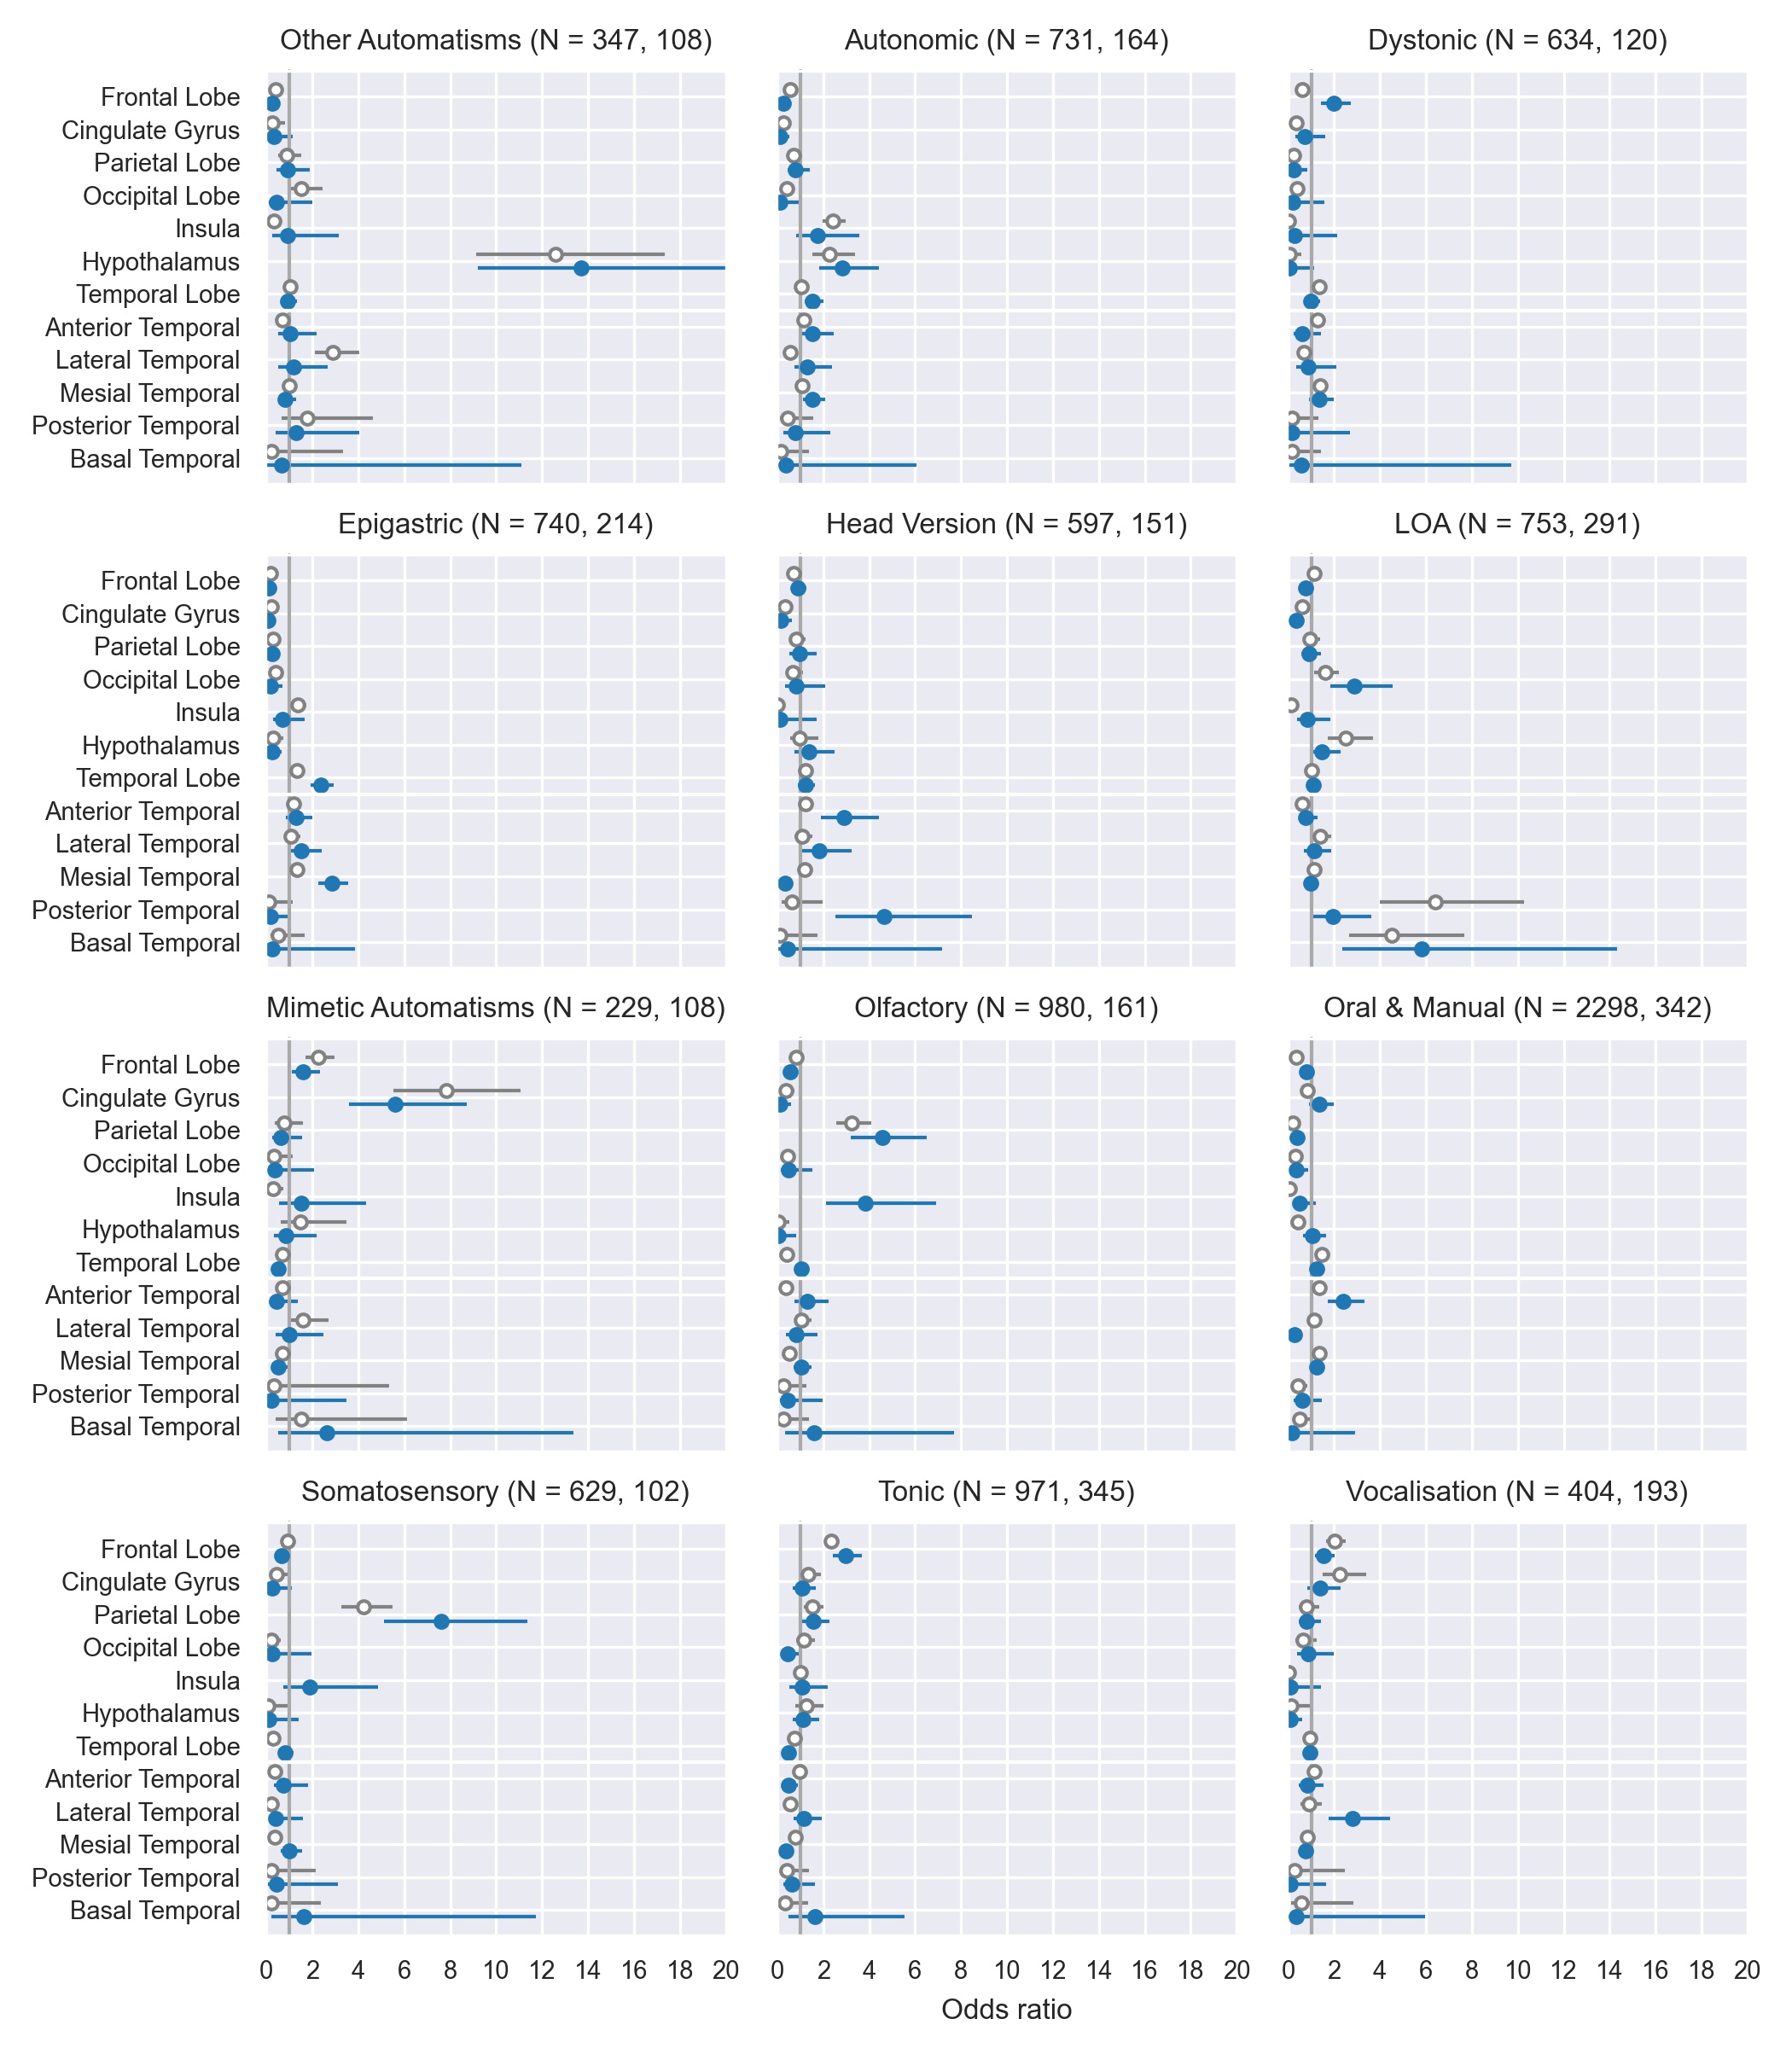 Other Automatisms (N = 347, 108)
Autonomic (N = 731, 164)
Dystonic (N = 634, 120)
Frontal Lobe
Cingulate Gyrus
Parietal Lobe
Occipital Lobe
Insula
Hypothalamus
Temporal Lobe
Anterior Temporal
Lateral Temporal
Mesial Temporal
Posterior Temporal
Basal Temporal
Epigastric (N = 740, 214)
Head Version (N = 597, 151)
LOA (N = 753, 291)
Frontal Lobe
Cingulate Gyrus
Parietal Lobe
Occipital Lobe
Insula
Hypothalamus
Temporal Lobe
Anterior Temporal
Lateral Temporal
Mesial Temporal
Posterior Temporal
Basal Temporal
Mimetic Automatisms (N = 229, 108)
Olfactory (N = 980, 161)
Oral & Manual (N = 2298, 342)
Frontal Lobe
Cingulate Gyrus
Parietal Lobe
Occipital Lobe
Insula
Hypothalamus
Temporal Lobe
Anterior Temporal
Lateral Temporal
Mesial Temporal
Posterior Temporal
Basal Temporal
Somatosensory (N = 629, 102)
Tonic (N = 971, 345)
Vocalisation (N = 404, 193)
Frontal Lobe
Cingulate Gyrus
Parietal Lobe
Occipital Lobe
Insula
Hypothalamus
Temporal Lobe
Anterior Temporal
Lateral Temporal
Mesial Temporal
Posterior Temporal
Basal Temporal
0 2 4 6 8 10 12 14 16 18 20
0 2 4 6 8 10 12 14 16 18 20
0 2 4 6 8 10 12 14 16 18 20
Odds ratio